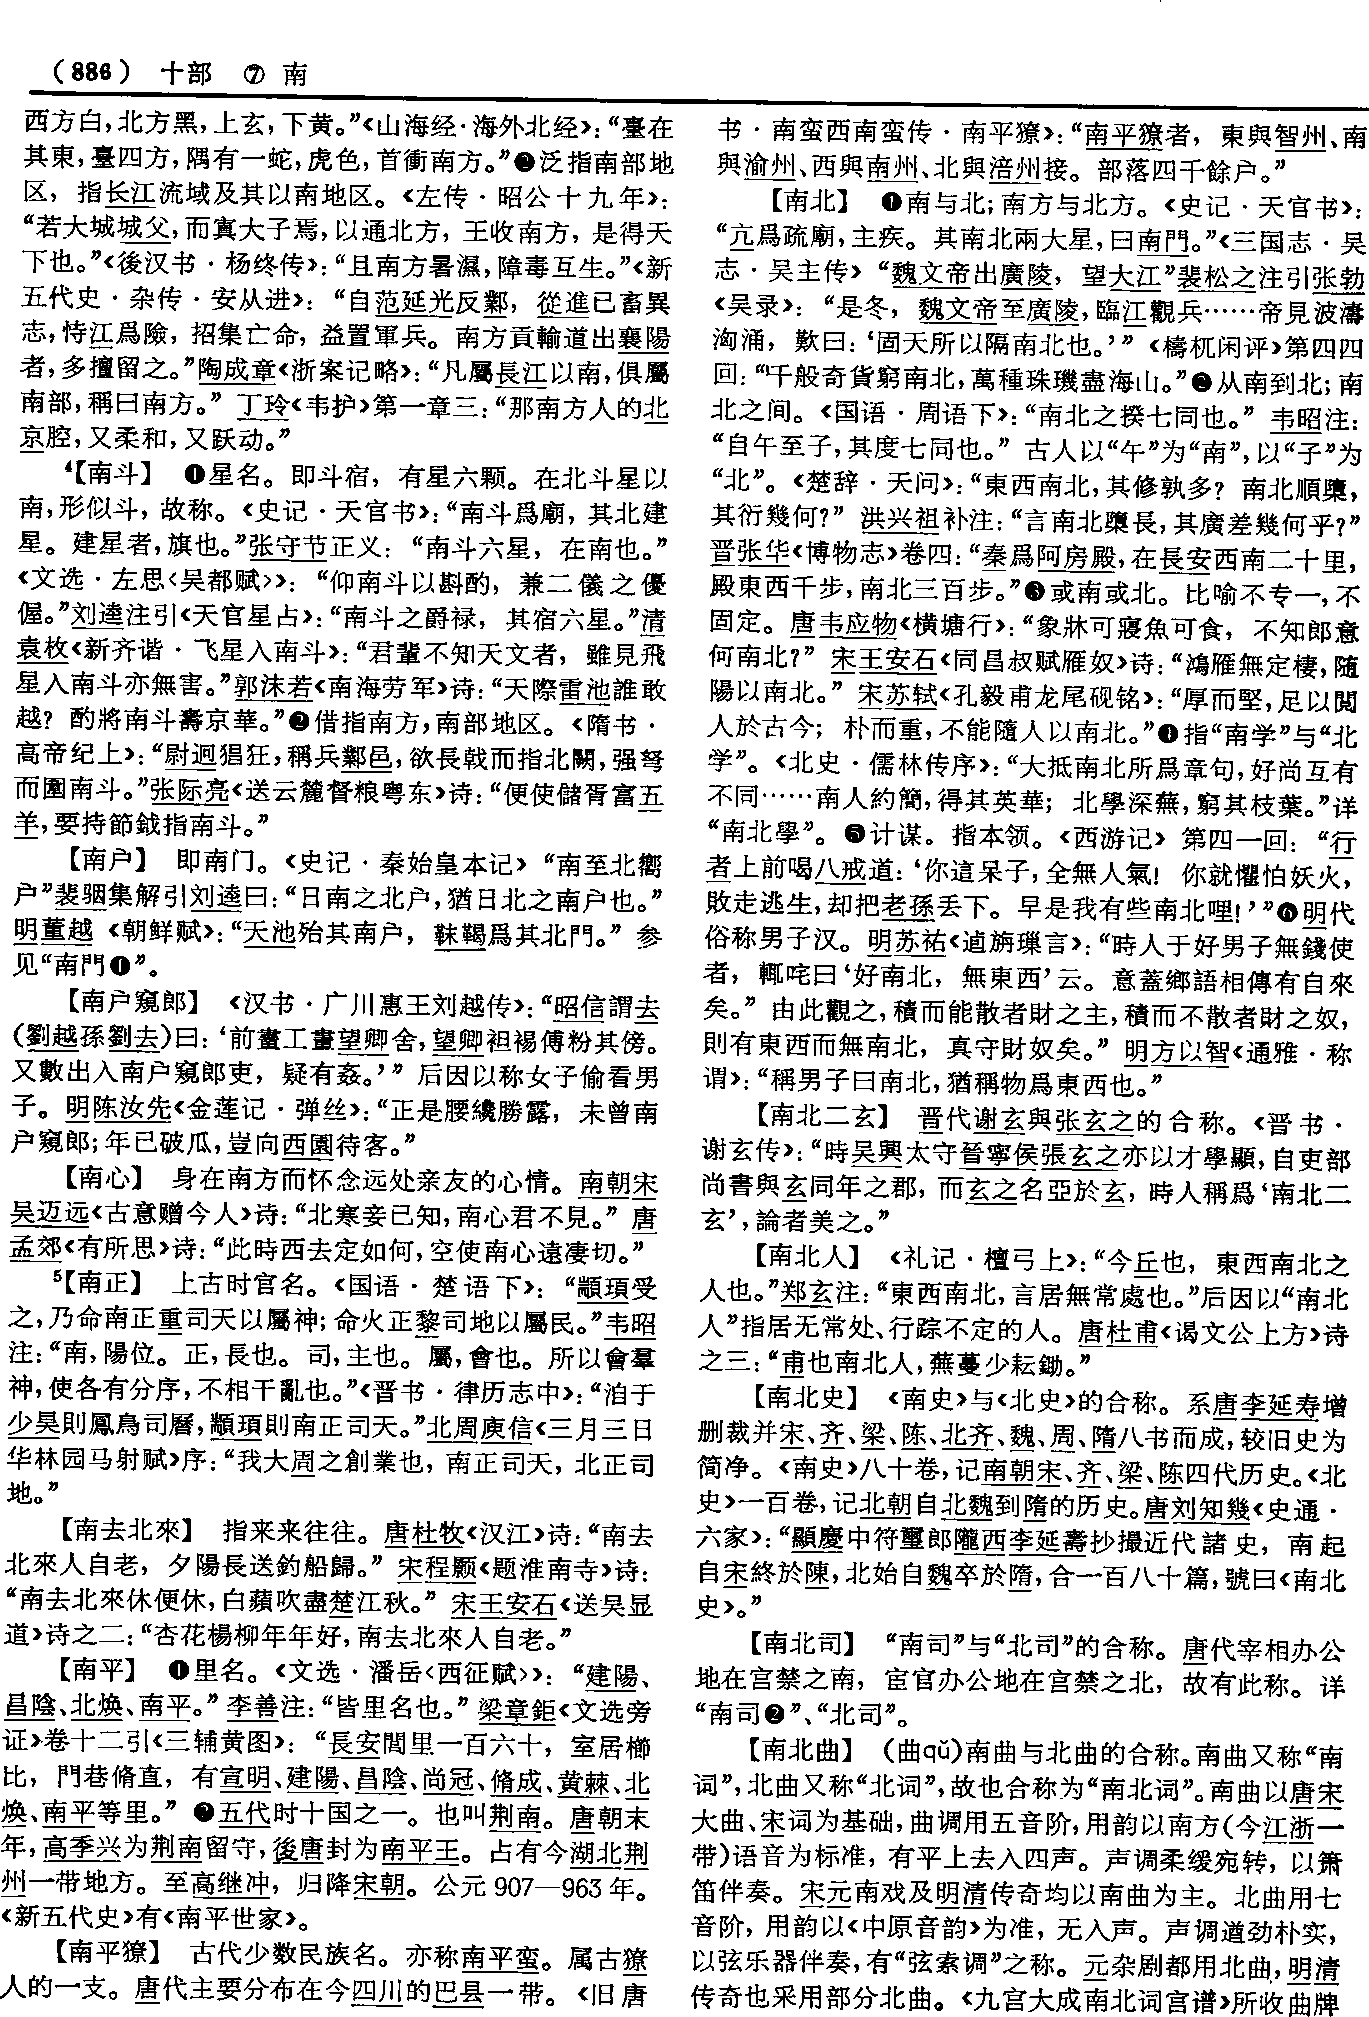 （886） 十部 ⑦ 南
西方白，北方黑，上玄，下黄。”《山海经·海外北经》：“臺在
其東，臺四方，隅有一蛇，虎色，首衝南方。”❷泛指南部地
区，指长江流域及其以南地区。《左传·昭公十九年》：
“若大城城父，而寘大子焉，以通北方，王收南方，是得天
下也。”《後汉书·杨终传》：“且南方暑濕，障毒互生。”《新
五代史·杂传·安从进》：“自范延光反鄴，從進已畜異
志，恃江爲險，招集亡命，益置軍兵。南方貢輸道出襄陽
者，多擅留之。”陶成章《浙案记略》：“凡屬長江以南，俱屬
南部，稱曰南方。”丁玲《韦护》第一章三：“那南方人的北
京腔，又柔和，又跃动。”
⁴【南斗】 ❶星名。即斗宿，有星六颗。在北斗星以
南，形似斗，故称。《史记·天官书》：“南斗爲廟，其北建
星。建星者，旗也。”张守节正义：“南斗六星，在南也。”
《文选·左思〈吴都赋〉》：“仰南斗以斟酌，兼二儀之優
偓。”刘逵注引《天官星占》：“南斗之爵禄，其宿六星。”清
袁枚《新齐谐·飞星入南斗》：“君輩不知天文者，雖見飛
星入南斗亦無害。”郭沫若《南海劳军》诗：“天際雷池誰敢
越？酌將南斗壽京華。”❷借指南方，南部地区。《隋书·
高帝纪上》：“尉迥猖狂，稱兵鄴邑，欲長戟而指北闕，强弩
而圍南斗。”张际亮《送云麓督粮粤东》诗：“便使儲胥富五
羊，要持節鉞指南斗。”
【南户】 即南门。《史记·秦始皇本记》“南至北嚮
户”裴骃集解引刘逵曰：“日南之北户，猶日北之南户也。”
明董越《朝鲜赋》：“天池殆其南户，靺鞨爲其北門。”参
见“南門❶”。
【南户窺郎】 《汉书·广川惠王刘越传》：“昭信謂去
（劉越孫劉去）曰：‘前畫工畫望卿舍，望卿袒裼傅粉其傍。
又數出入南户窺郎吏，疑有姦。’”后因以称女子偷看男
子。明陈汝先《金莲记·弹丝》：“正是腰纔勝露，未曾南
户窺郎；年已破瓜，豈向西園待客。”
【南心】 身在南方而怀念远处亲友的心情。南朝宋
吴迈远《古意赠今人》诗：“北寒妾已知，南心君不見。”唐
孟郊《有所思》诗：“此時西去定如何，空使南心遠凄切。”
⁵【南正】 上古时官名。《国语·楚语下》：“顓頊受
之，乃命南正重司天以屬神；命火正黎司地以屬民。”韦昭
注：“南，陽位。正，長也。司，主也。屬，會也。所以會羣
神，使各有分序，不相干亂也。”《晋书·律历志中》：“洎于
少昊則鳳鳥司曆，顓頊則南正司天。”北周庾信《三月三日
华林园马射赋》序：“我大周之創業也，南正司天，北正司
地。”
【南去北來】 指来来往往。唐杜牧《汉江》诗：“南去
北來人自老，夕陽長送釣船歸。”宋程颢《题淮南寺》诗：
“南去北來休便休，白蘋吹盡楚江秋。”宋王安石《送吴显
道》诗之二：“杏花楊柳年年好，南去北來人自老。”
【南平】 ❶里名。《文选·潘岳〈西征赋〉》：“建陽、
昌陰、北焕、南平。”李善注：“皆里名也。”梁章鉅《文选旁
证》卷十二引《三辅黄图》：“長安閭里一百六十，室居櫛
比，門巷脩直，有宣明、建陽、昌陰、尚冠、脩成、黄棘、北
焕、南平等里。”❷五代时十国之一。也叫荆南。唐朝末
年，高季兴为荆南留守，後唐封为南平王。占有今湖北荆
州一带地方。至高继冲，归降宋朝。公元907—963年。
《新五代史》有《南平世家》。
【南平獠】 古代少数民族名。亦称南平蛮。属古獠
人的一支。唐代主要分布在今四川的巴县一带。《旧唐
书·南蛮西南蛮传·南平獠》：“南平獠者，東與智州、南
與渝州、西與南州、北與涪州接。部落四千餘户。”
【南北】 ❶南与北；南方与北方。《史记·天官书》：
“亢爲疏廟，主疾。其南北兩大星，曰南門。”《三国志·吴
志·吴主传》“魏文帝出廣陵，望大江”裴松之注引张勃
《吴录》：“是冬，魏文帝至廣陵，臨江觀兵……帝見波濤
洶涌，歎曰：‘固天所以隔南北也。’”《檮杌闲评》第四四
回：“千般奇貨窮南北，萬種珠璣盡海山。”❷从南到北；南
北之间。《国语·周语下》：“南北之揆七同也。”韦昭注：
“自午至子，其度七同也。”古人以“午”为“南”，以“子”为
“北”。《楚辞·天问》：“東西南北，其修孰多？南北順㯐，
其衍幾何？”洪兴祖补注：“言南北㯐長，其廣差幾何乎？”
晋张华《博物志》卷四：“秦爲阿房殿，在長安西南二十里，
殿東西千步，南北三百步。”❸或南或北。比喻不专一，不
固定。唐韦应物《横塘行》：“象牀可寢魚可食，不知郎意
何南北？”宋王安石《同昌叔赋雁奴》诗：“鴻雁無定棲，隨
陽以南北。”宋苏轼《孔毅甫龙尾砚铭》：“厚而堅，足以閲
人於古今；朴而重，不能隨人以南北。”❹指“南学”与“北
学”。《北史·儒林传序》：“大抵南北所爲章句，好尚互有
不同……南人約簡，得其英華；北學深蕪，窮其枝葉。”详
“南北學”。❺计谋。指本领。《西游记》第四一回：“行
者上前喝八戒道：‘你這呆子，全無人氣！你就懼怕妖火，
敗走逃生，却把老孫丢下。早是我有些南北哩！’”❻明代
俗称男子汉。明苏祐《逌旃璅言》：“時人于好男子無錢使
者，輒咤曰‘好南北，無東西’云。意蓋鄉語相傳有自來
矣。”由此觀之，積而能散者財之主，積而不散者財之奴，
則有東西而無南北，真守財奴矣。”明方以智《通雅·称
谓》：“稱男子曰南北，猶稱物爲東西也。”
【南北二玄】 晋代谢玄與张玄之的合称。《晋书·
谢玄传》：“時吴興太守晉寧侯張玄之亦以才學顯，自吏部
尚書與玄同年之郡，而玄之名亞於玄，時人稱爲‘南北二
玄’，論者美之。”
【南北人】 《礼记·檀弓上》：“今丘也，東西南北之
人也。”郑玄注：“東西南北，言居無常處也。”后因以“南北
人”指居无常处、行踪不定的人。唐杜甫《谒文公上方》诗
之三：“甫也南北人，蕪蔓少耘鋤。”
【南北史】 《南史》与《北史》的合称。系唐李延寿增
删裁并宋、齐、梁、陈、北齐、魏、周、隋八书而成，较旧史为
简净。《南史》八十卷，记南朝宋、齐、梁、陈四代历史。《北
史》一百卷，记北朝自北魏到隋的历史。唐刘知幾《史通·
六家》：“顯慶中符璽郎隴西李延壽抄撮近代諸史，南起
自宋終於陳，北始自魏卒於隋，合一百八十篇，號曰《南北
史》。”
【南北司】 “南司”与“北司”的合称。唐代宰相办公
地在宫禁之南，宦官办公地在宫禁之北，故有此称。详
“南司❷”、“北司”。
【南北曲】 （曲qǔ）南曲与北曲的合称。南曲又称“南
词”，北曲又称“北词”，故也合称为“南北词”。南曲以唐宋
大曲、宋词为基础，曲调用五音阶，用韵以南方（今江浙一
带）语音为标准，有平上去入四声。声调柔缓宛转，以箫
笛伴奏。宋元南戏及明清传奇均以南曲为主。北曲用七
音阶，用韵以《中原音韵》为准，无入声。声调遒劲朴实，
以弦乐器伴奏，有“弦索调”之称。元杂剧都用北曲，明清
传奇也采用部分北曲。《九宫大成南北词宫谱》所收曲牌